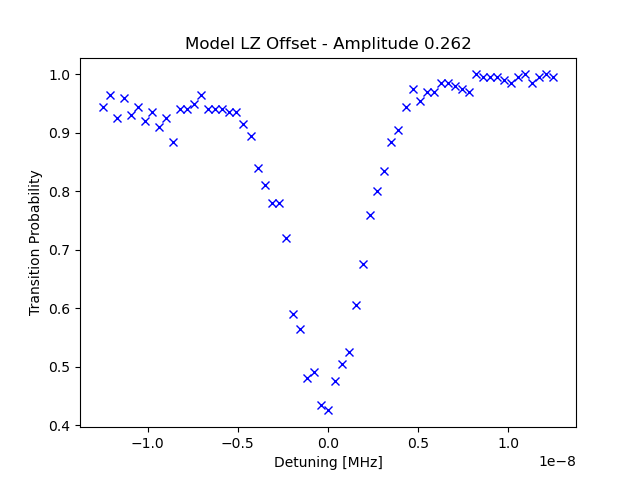 Model LZ Offset - Amplitude 0.262
1.0
0.9
0.8
0.7
0.6
0.5
0.4
Transition Probability
−1.0 −0.5 0.0 0.5 1.0
1e−8
Detuning [MHz]